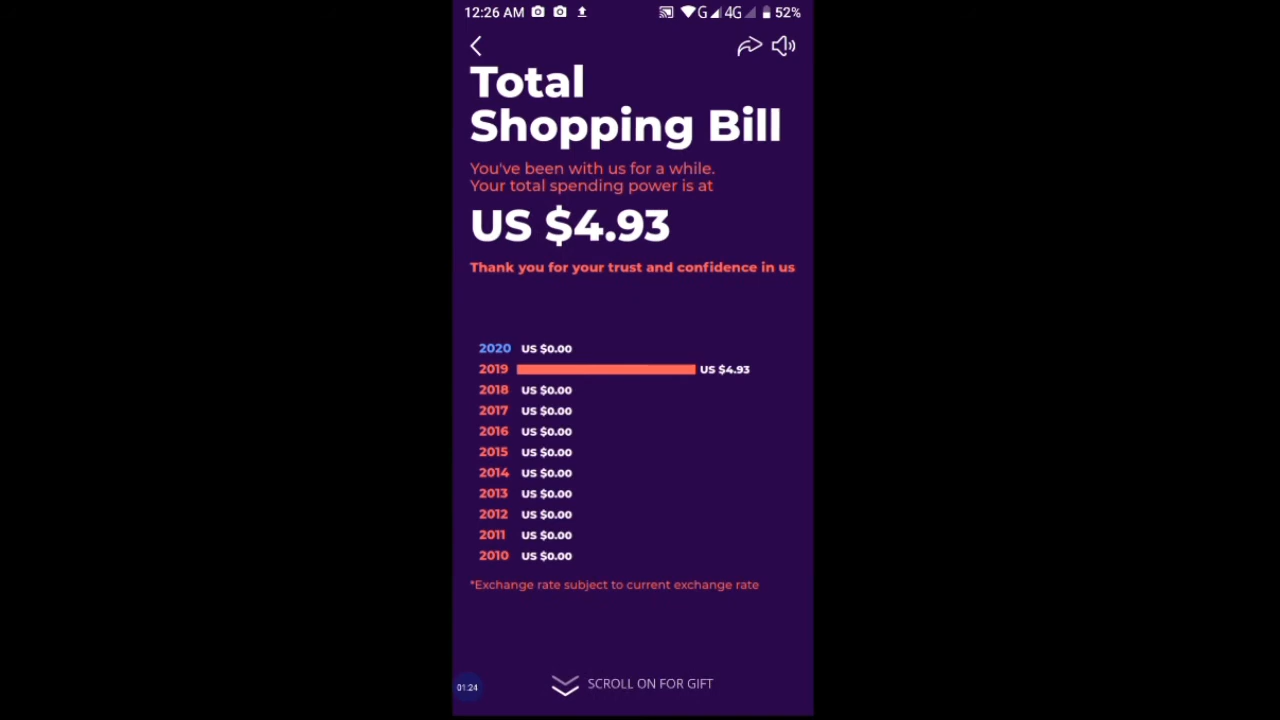 12:26 AM G 4G 52%
Total
Shopping Bill
You've been with us for a while.
Your total spending power is at
US $4.93
Thank you for your trust and confidence in us
2020 US $0.00
2019 US $4.93
2018 US $0.00
2017 US $0.00
2016 US $0.00
2015 US $0.00
2014 US $0.00
2013 US $0.00
2012 US $0.00
2011 US $0.00
2010 US $0.00
*Exchange rate subject to current exchange rate
01:24 SCROLL ON FOR GIFT